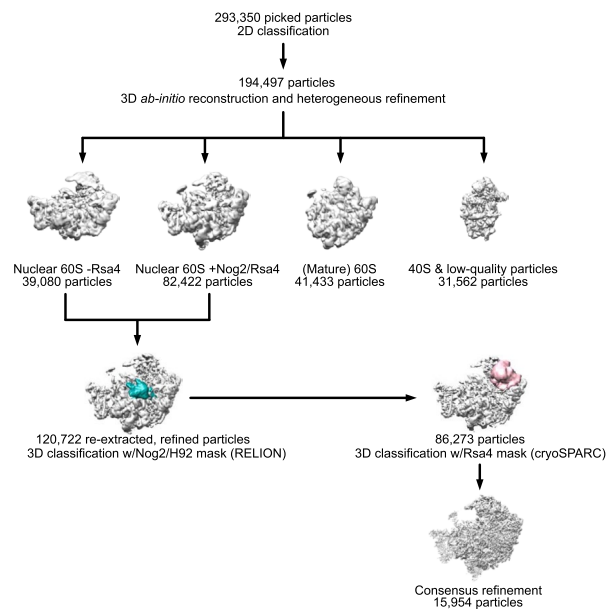 293,350 picked particles
2D classification
194,497 particles
3D ab-initio reconstruction and heterogeneous refinement
Nuclear 60S -Rsa4
39,080 particles
Nuclear 60S +Nog2/Rsa4
82,422 particles
(Mature) 60S
41,433 particles
40S & low-quality particles
31,562 particles
120,722 re-extracted, refined particles
3D classification w/Nog2/H92 mask (RELION)
86,273 particles
3D classification w/Rsa4 mask (cryoSPARC)
Consensus refinement
15,954 particles